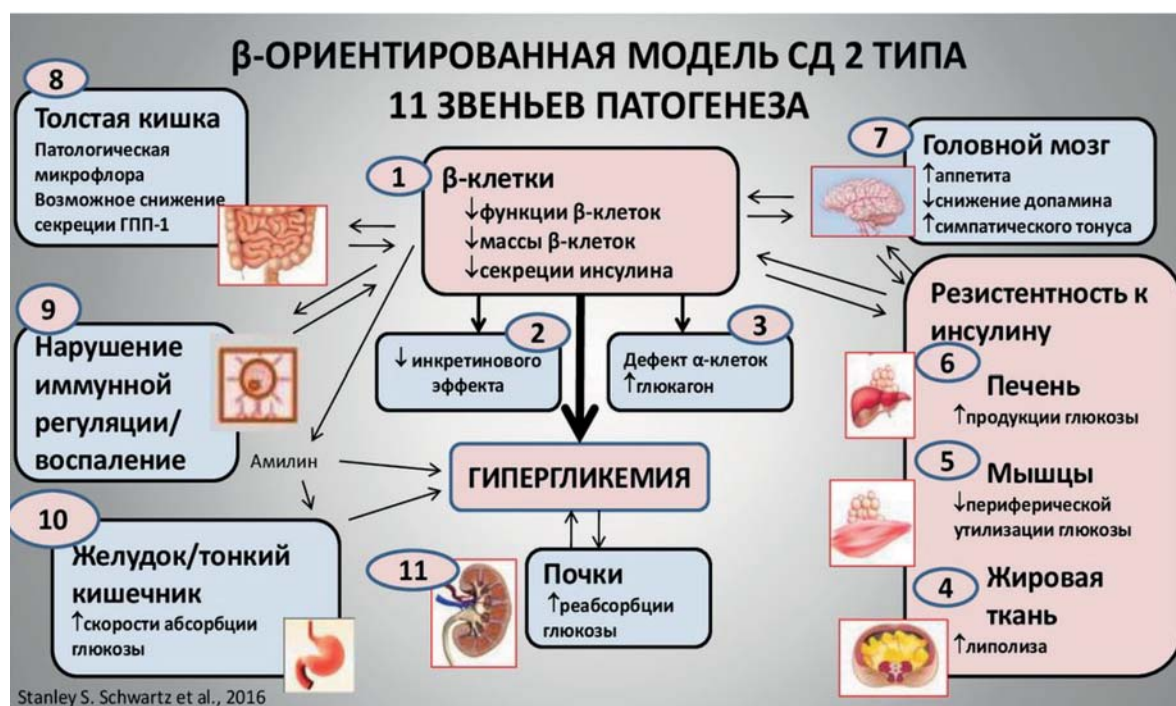 β-ОРИЕНТИРОВАННАЯ МОДЕЛЬ СД 2 ТИПА
11 ЗВЕНЬЕВ ПАТОГЕНЕЗА
1
β-клетки
↓функции β-клеток
↓массы β-клеток
↓секреции инсулина
2
↓ инкретинового
эффекта
3
Дефект α-клеток
↑глюкагон
Резистентность к
инсулину
4
Жировая
ткань
↑липолиза
5
Мышцы
↓периферической
утилизации глюкозы
6
Печень
↑продукции глюкозы
7
Головной мозг
↑аппетита
↓снижение допамина
↑симпатического тонуса
8
Толстая кишка
Патологическая
микрофлора
Возможное снижение
секреции ГПП-1
9
Нарушение
иммунной
регуляции/
воспаление
Амилин
10
Желудок/тонкий
кишечник
↑скорости абсорбции
глюкозы
11
Почки
↑реабсорбции
глюкозы
ГИПЕРГЛИКЕМИЯ
Stanley S. Schwartz et al., 2016